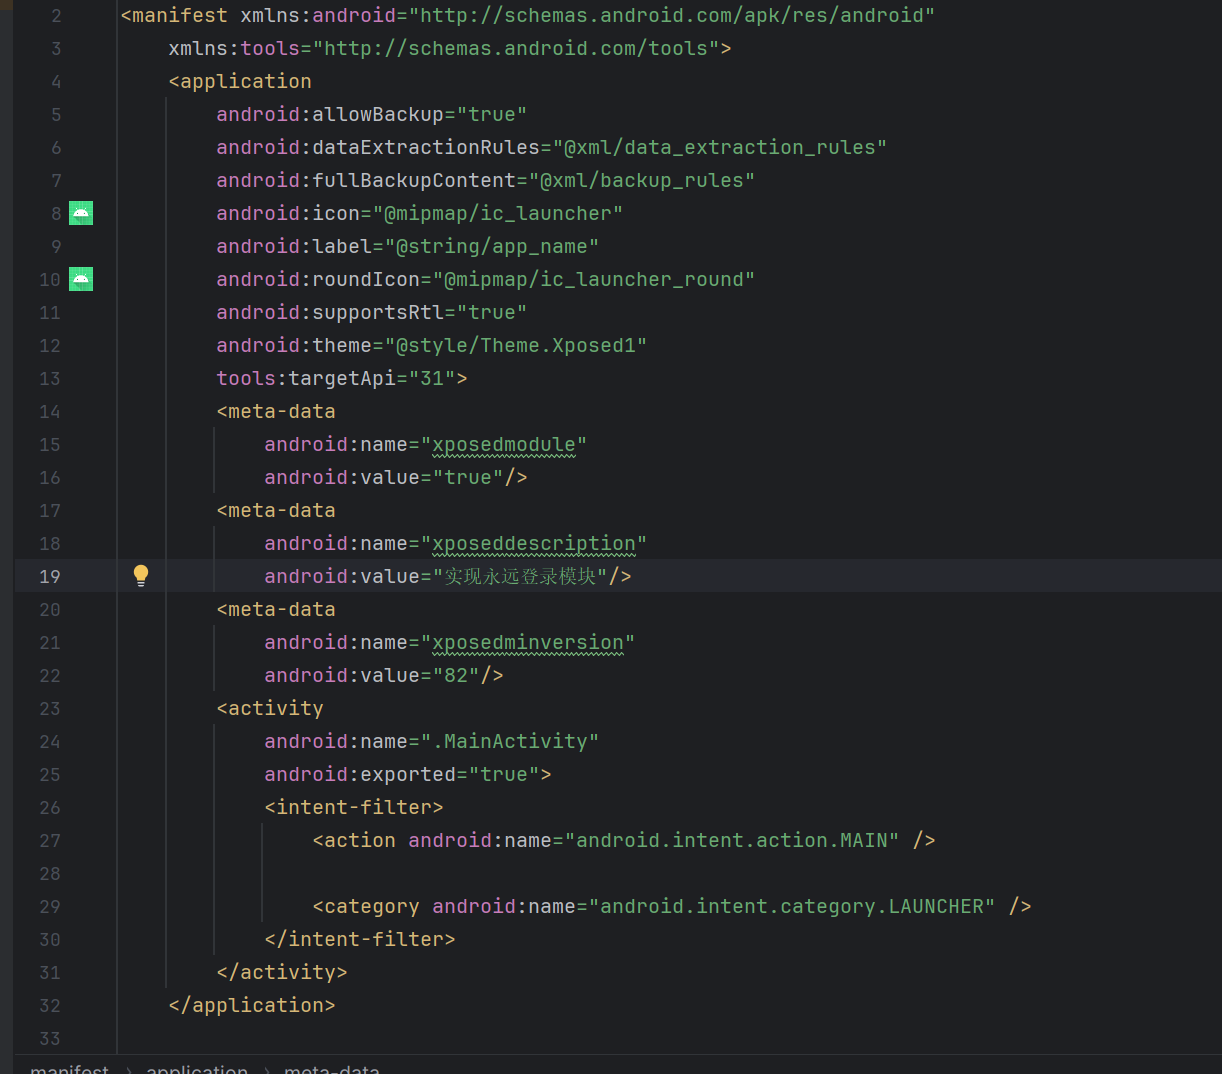 2 <manifest xmlns:android="http://schemas.android.com/apk/res/android"
3 xmlns:tools="http://schemas.android.com/tools">
4 <application
5 android:allowBackup="true"
6 android:dataExtractionRules="@xml/data_extraction_rules"
7 android:fullBackupContent="@xml/backup_rules"
8 android:icon="@mipmap/ic_launcher"
9 android:label="@string/app_name"
10 android:roundIcon="@mipmap/ic_launcher_round"
11 android:supportsRtl="true"
12 android:theme="@style/Theme.Xposed1"
13 tools:targetApi="31">
14 <meta-data
15 android:name="xposedmodule"
16 android:value="true"/>
17 <meta-data
18 android:name="xposeddescription"
19 android:value="实现永远登录模块"/>
20 <meta-data
21 android:name="xposedminversion"
22 android:value="82"/>
23 <activity
24 android:name=".MainActivity"
25 android:exported="true">
26 <intent-filter>
27 <action android:name="android.intent.action.MAIN" />
28
29 <category android:name="android.intent.category.LAUNCHER" />
30 </intent-filter>
31 </activity>
32 </application>
33
manifest > application > meta-data